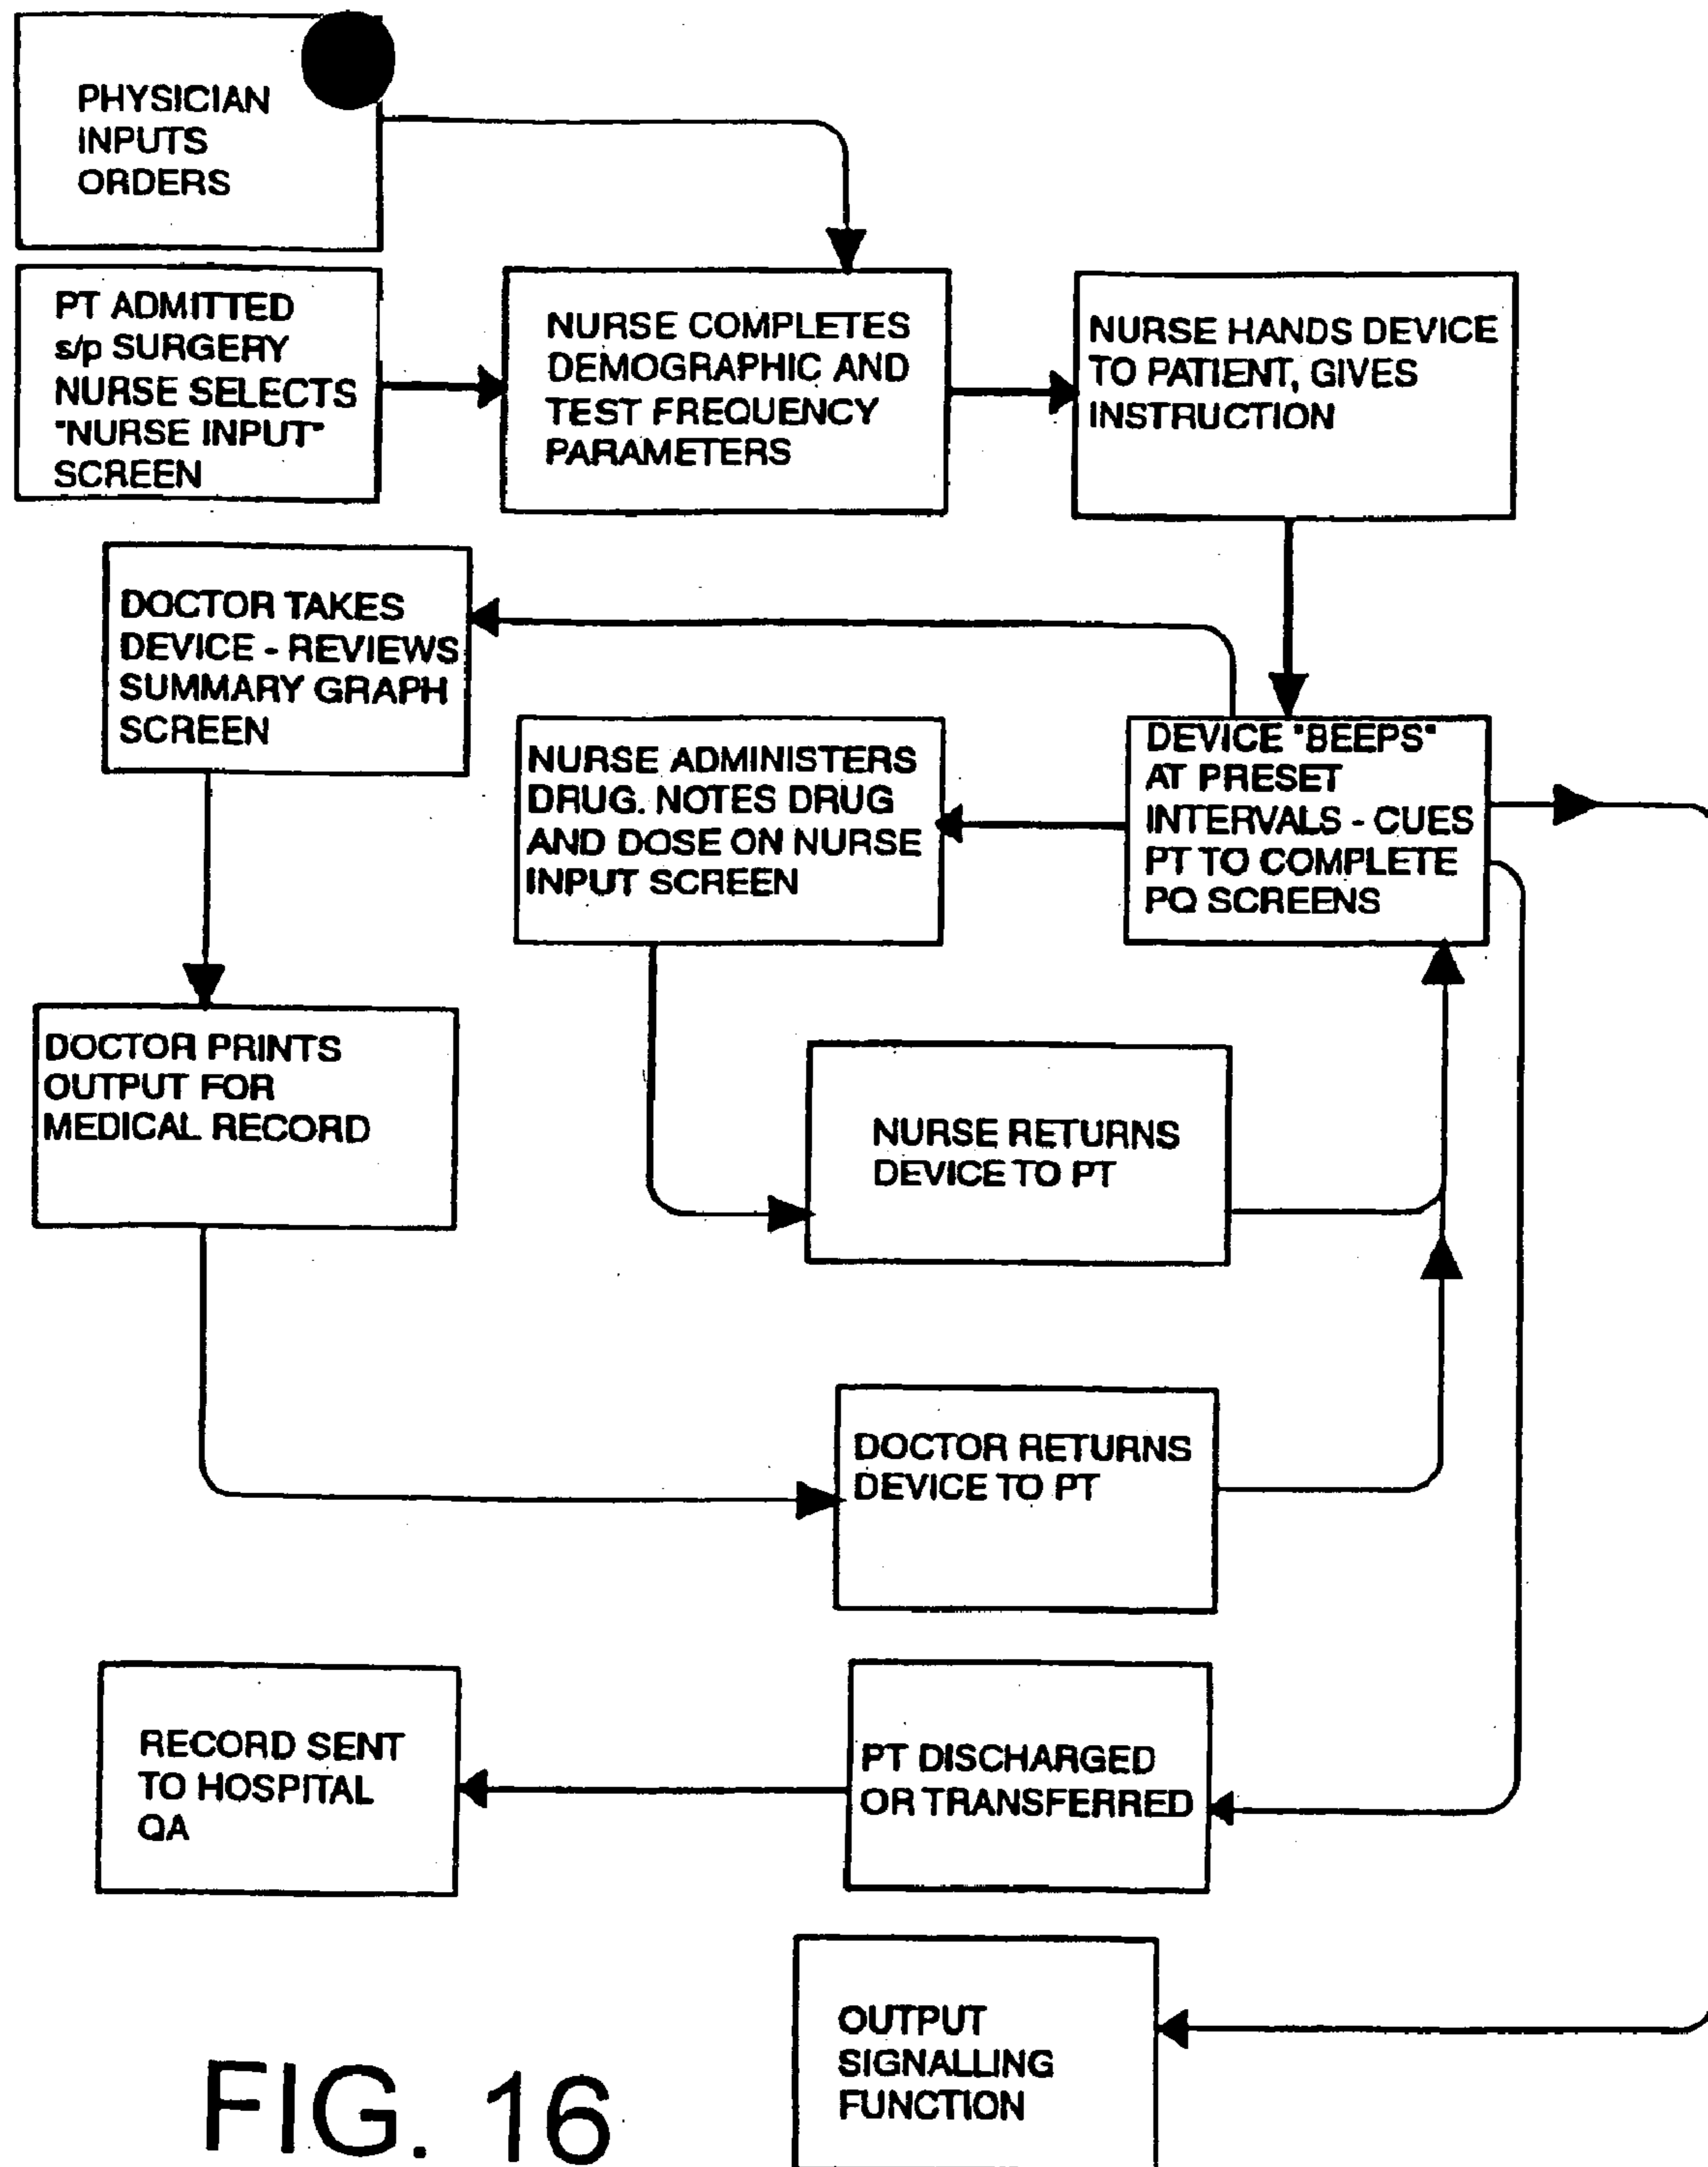 PHYSICIAN
INPUTS
ORDERS
PT ADMITTED
s/p SURGERY
NURSE SELECTS
"NURSE INPUT"
SCREEN
NURSE COMPLETES
DEMOGRAPHIC AND
TEST FREQUENCY
PARAMETERS
NURSE HANDS DEVICE
TO PATIENT, GIVES
INSTRUCTION
DOCTOR TAKES
DEVICE - REVIEWS
SUMMARY GRAPH
SCREEN
NURSE ADMINISTERS
DRUG. NOTES DRUG
AND DOSE ON NURSE
INPUT SCREEN
DEVICE "BEEPS"
AT PRESET
INTERVALS - CUES
PT TO COMPLETE
PQ SCREENS
DOCTOR PRINTS
OUTPUT FOR
MEDICAL RECORD
NURSE RETURNS
DEVICE TO PT
DOCTOR RETURNS
DEVICE TO PT
RECORD SENT
TO HOSPITAL
QA
PT DISCHARGED
OR TRANSFERRED
OUTPUT
SIGNALLING
FUNCTION
FIG. 16